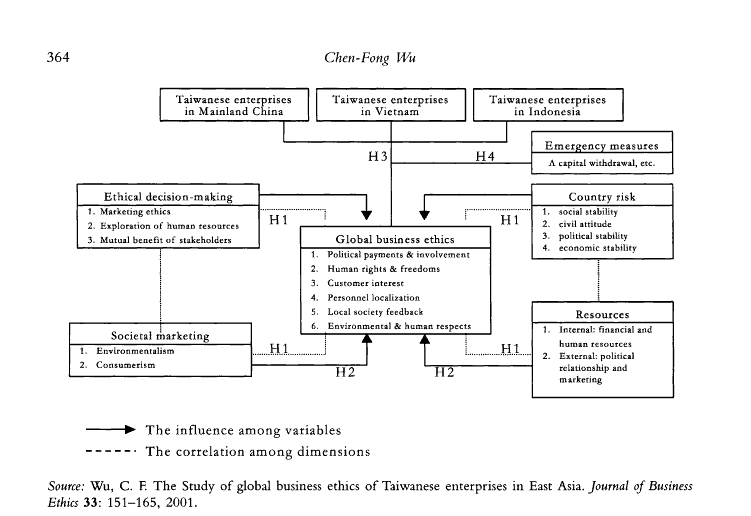 364
Chen-Fong Wu
Taiwanese enterprises
in Mainland China
Taiwanese enterprises
in Vietnam
Taiwanese enterprises
in Indonesia
H3
H4
Emergency measures
A capital withdrawal, etc.
Ethical decision-making
1. Marketing ethics
2. Exploration of human resources
3. Mutual benefit of stakeholders
H1
H1
Country risk
1. social stability
2. civil attitude
3. political stability
4. economic stability
Global business ethics
1. Political payments & involvement
2. Human rights & freedoms
3. Customer interest
4. Personnel localization
5. Local society feedback
6. Environmental & human respects
Societal marketing
1. Environmentalism
2. Consumerism
H1
H2
H1
H2
Resources
1. Internal: financial and
human resources
2. External: political
relationship and
marketing
The influence among variables
The correlation among dimensions
Source: Wu, C. F. The Study of global business ethics of Taiwanese enterprises in East Asia. Journal of Business
Ethics 33: 151–165, 2001.